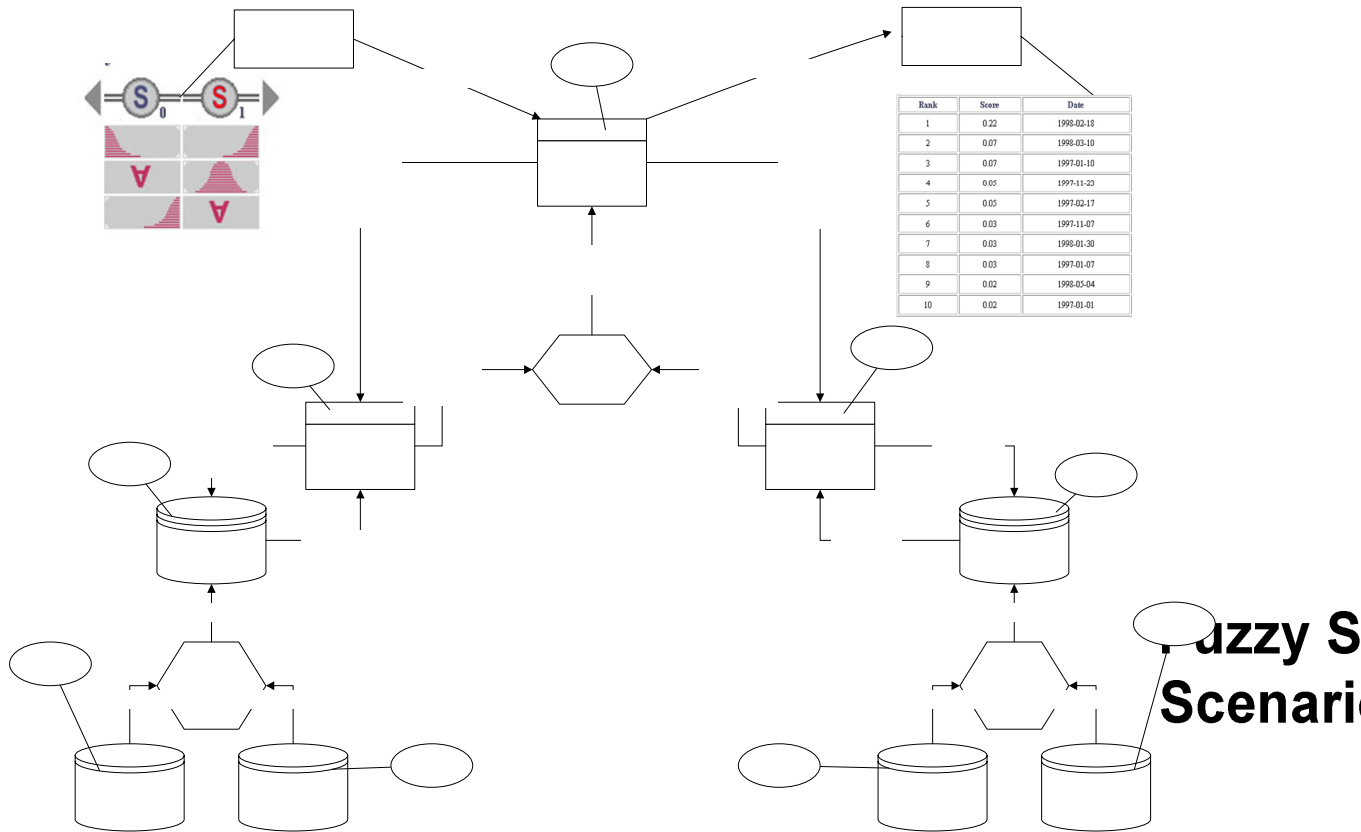 S 0 S 1
A
A
Rank Score Date
1 0.22 1998-02-18
2 0.07 1998-03-10
3 0.07 1997-01-10
4 0.05 1997-11-23
5 0.05 1997-02-17
6 0.03 1997-11-07
7 0.03 1998-01-30
8 0.03 1997-01-07
9 0.02 1998-05-04
10 0.02 1997-01-01
uzzy S
Scenari